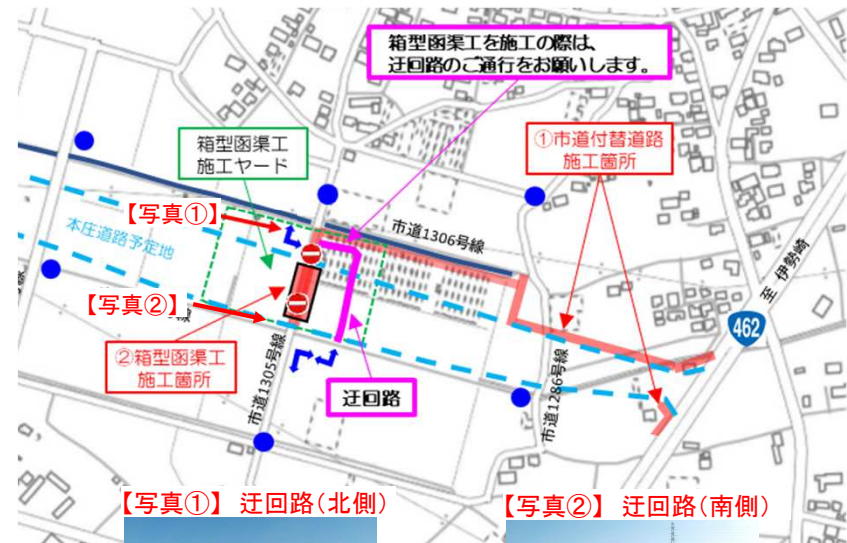 箱型函渠工を施工の際は、
迂回路のご通行をお願いします。
箱型函渠工
施工ヤード
①市道付替道路
施工箇所
【写真①】
市道1306号線
本庄道路予定地
至 伊勢崎
【写真②】
462
②箱型函渠工
施工箇所
市道1305号線
迂回路
市道1286号線
【写真①】 迂回路(北側)
【写真②】 迂回路(南側)